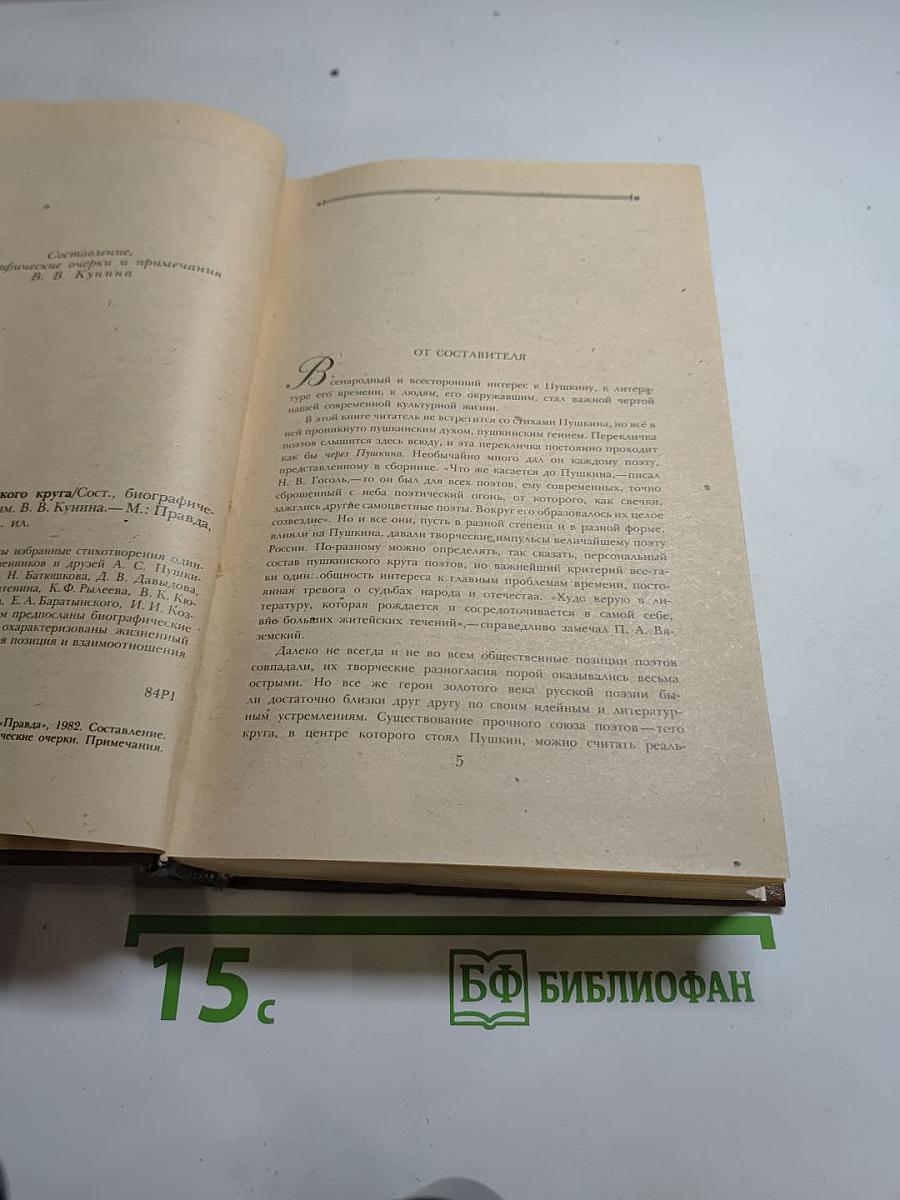 Составление,
афические очерки и примечания
В. В. Кунина
кого круга/Сост., биографиче-
им. В. В. Кунина.— М.: Правда,
. ил.
ы избранные стихотворения один-
енников и друзей А. С. Пушки-
Н. Батюшкова, Д. В. Давыдова,
тенина, К. Ф. Рылеева, В. К. Кю-
, Е. А. Баратынского, И. И. Коз-
м предпосланы биографические
охарактеризованы жизненный
я позиция и взаимоотношения
84Р1
«Правда», 1982. Составление.
ческие очерки. Примечания.
ОТ СОСТАВИТЕЛЯ
Всенародный и всесторонний интерес к Пушкину, к литера-
туре его времени, к людям, его окружавшим, стал важной чертой
нашей современной культурной жизни.
В этой книге читатель не встретится со стихами Пушкина, но всё в
ней проникнуто пушкинским духом, пушкинским гением. Перекличка
поэтов слышится здесь всюду, и эта перекличка постоянно проходит
как бы через Пушкина. Необычайно много дал он каждому поэту,
представленному в сборнике. «Что же касается до Пушкина,—писал
Н. В. Гоголь,—то он был для всех поэтов, ему современных, точно
сброшенный с неба поэтический огонь, от которого, как свечки,
зажглись другие самоцветные поэты. Вокруг его образовалось их целое
созвездие». Но и все они, пусть в разной степени и в разной форме,
влияли на Пушкина, давали творческие импульсы величайшему поэту
России. По-разному можно определять, так сказать, персональный
состав пушкинского круга поэтов, но важнейший критерий все-та-
ки один: общность интереса к главным проблемам времени, посто-
янная тревога о судьбах народа и отечества. «Худо верую в ли-
тературу, которая рождается и сосредоточивается в самой себе,
вне больших житейских течений»,—справедливо замечал П. А. Вя-
земский.
Далеко не всегда и не во всем общественные позиции поэтов
совпадали, их творческие разногласия порой оказывались весьма
острыми. Но все же герои золотого века русской поэзии бы-
ли достаточно близки друг другу по своим идейным и литератур-
ным устремлениям. Существование прочного союза поэтов—того
круга, в центре которого стоял Пушкин, можно считать реаль-
5
15 с
БФ БИБЛИОФАН